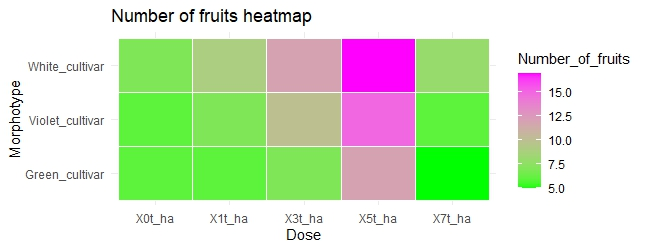 Number of fruits heatmap
Morphotype
White_cultivar
Violet_cultivar
Green_cultivar
X0t_ha X1t_ha X3t_ha X5t_ha X7t_ha
Dose
Number_of_fruits
15.0
12.5
10.0
7.5
5.0